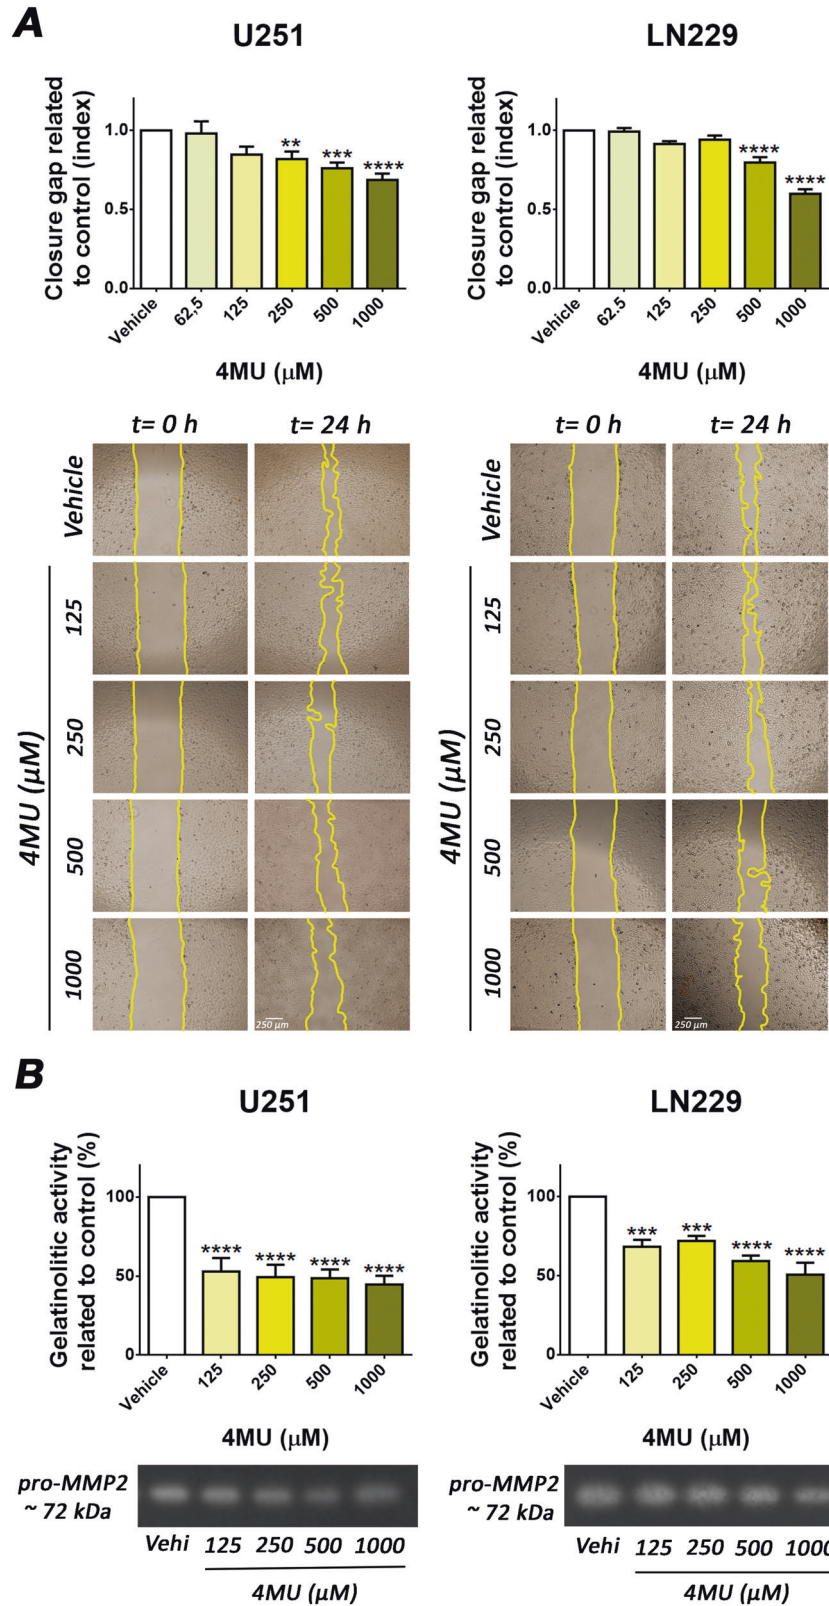 A
U251
LN229
Closure gap related
to control (index)
1.0
0.5
0.0
**
***
****
Vehicle
62,5
125
250
500
1000
4MU (μM)
Closure gap related
to control (index)
1.0
0.5
0.0
****
****
Vehicle
62.5
125
250
500
1000
4MU (μM)
t= 0 h
t= 24 h
t= 0 h
t= 24 h
Vehicle
125
250
500
1000
4MU (μM)
250 μm
Vehicle
125
250
500
1000
4MU (μM)
250 μm
B
U251
LN229
Gelatinolitic activity
related to control (%)
100
50
0
****
****
****
****
Vehicle
125
250
500
1000
4MU (μM)
Gelatinolitic activity
related to control (%)
100
50
0
***
***
****
****
Vehicle
125
250
500
1000
4MU (μM)
pro-MMP2
~ 72 kDa
Vehi 125 250 500 1000
4MU (μM)
pro-MMP2
~ 72 kDa
Vehi 125 250 500 1000
4MU (μM)